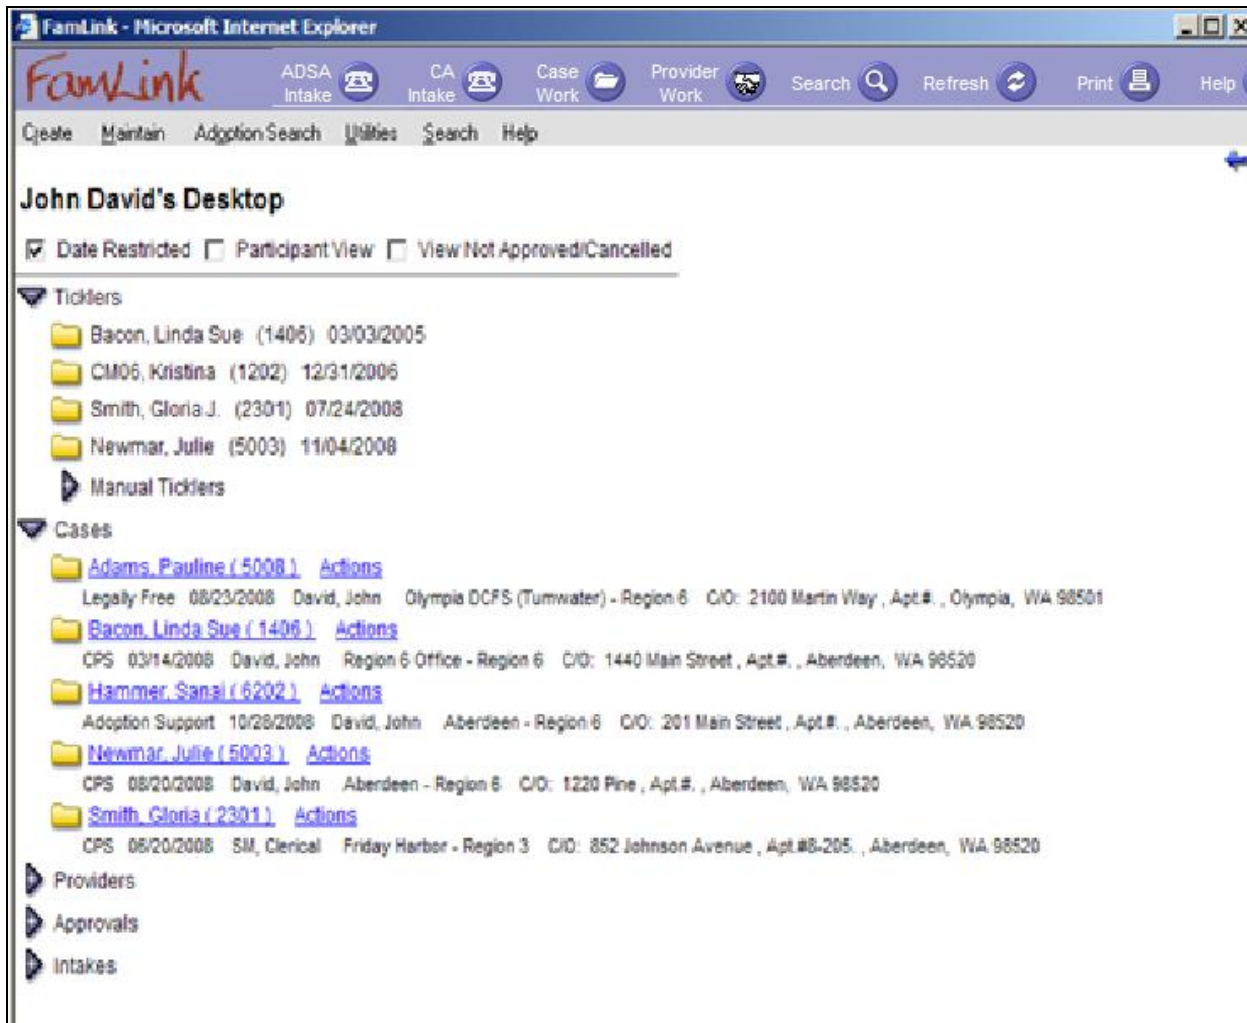 FamLink - Microsoft Internet Explorer
FamLink ADSA Intake CA Intake Case Work Provider Work Search Refresh Print Help
Create Maintain Adoption Search Utilities Search Help
John David's Desktop
Date Restricted Participant View View Not Approved/Cancelled
Ticklers
Bacon, Linda Sue (1406) 03/03/2005
CM06, Kristina (1202) 12/31/2006
Smith, Gloria J. (2301) 07/24/2008
Newmar, Julie (5003) 11/04/2008
Manual Ticklers
Cases
Adams, Pauline ( 5008 ) Actions
Legally Free 08/23/2008 David, John Olympia DCFS (Tumwater) - Region 6 C/O: 2100 Martin Way , Apt.#. , Olympia, WA 98501
Bacon, Linda Sue ( 1406 ) Actions
CPS 03/14/2008 David, John Region 6 Office - Region 6 C/O: 1440 Main Street , Apt.#. , Aberdeen, WA 98520
Hammer, Sanai ( 6202 ) Actions
Adoption Support 10/28/2008 David, John Aberdeen - Region 6 C/O: 201 Main Street , Apt.#. , Aberdeen, WA 98520
Newmar, Julie ( 5003 ) Actions
CPS 08/20/2008 David, John Aberdeen - Region 6 C/O: 1220 Pine , Apt.#. , Aberdeen, WA 98520
Smith, Gloria ( 2301 ) Actions
CPS 06/20/2008 SM, Clerical Friday Harbor - Region 3 C/O: 852 Johnson Avenue , Apt.#B-205. , Aberdeen, WA 98520
Providers
Approvals
Intakes